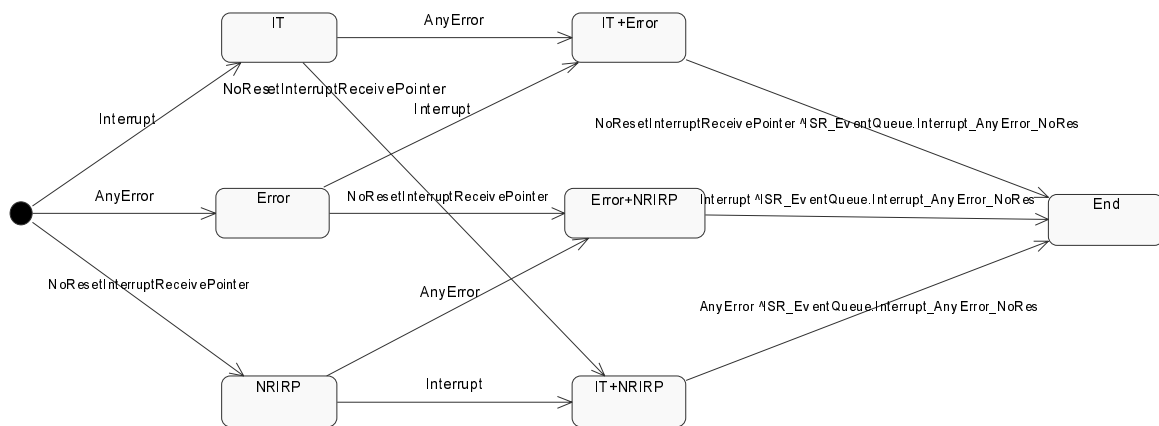 IT
AnyError
IT+Error
NoResetInterruptReceivePointer
Interrupt
Interrupt
NoResetInterruptReceivePointer ^ISR_EventQueue.Interrupt_AnyError_NoRes
AnyError
Error
NoResetInterruptReceivePointer
Error+NRIRP
Interrupt ^ISR_EventQueue.Interrupt_AnyError_NoRes
End
NoResetInterruptReceivePointer
AnyError
AnyError ^ISR_EventQueue.Interrupt_AnyError_NoRes
NRIRP
Interrupt
IT+NRIRP